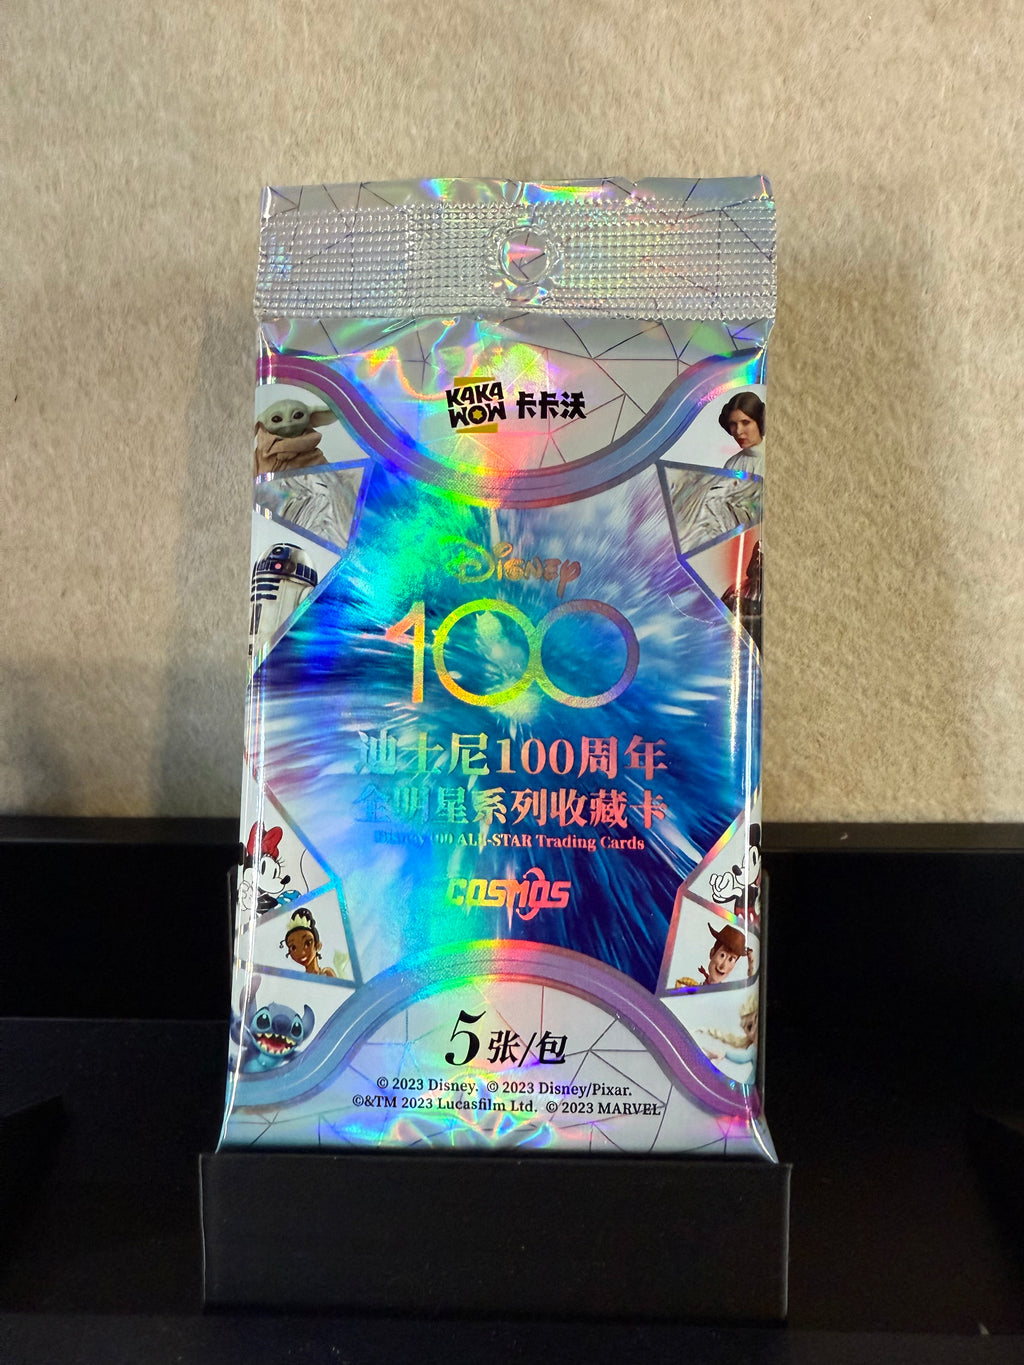 KAKA
WOW 卡卡沃
Disney
100
迪士尼100周年
全明星系列收藏卡
Disney 100 ALL-STAR Trading Cards
COSMOS
5张/包
© 2023 Disney. © 2023 Disney/Pixar.
©&TM 2023 Lucasfilm Ltd. © 2023 MARVEL